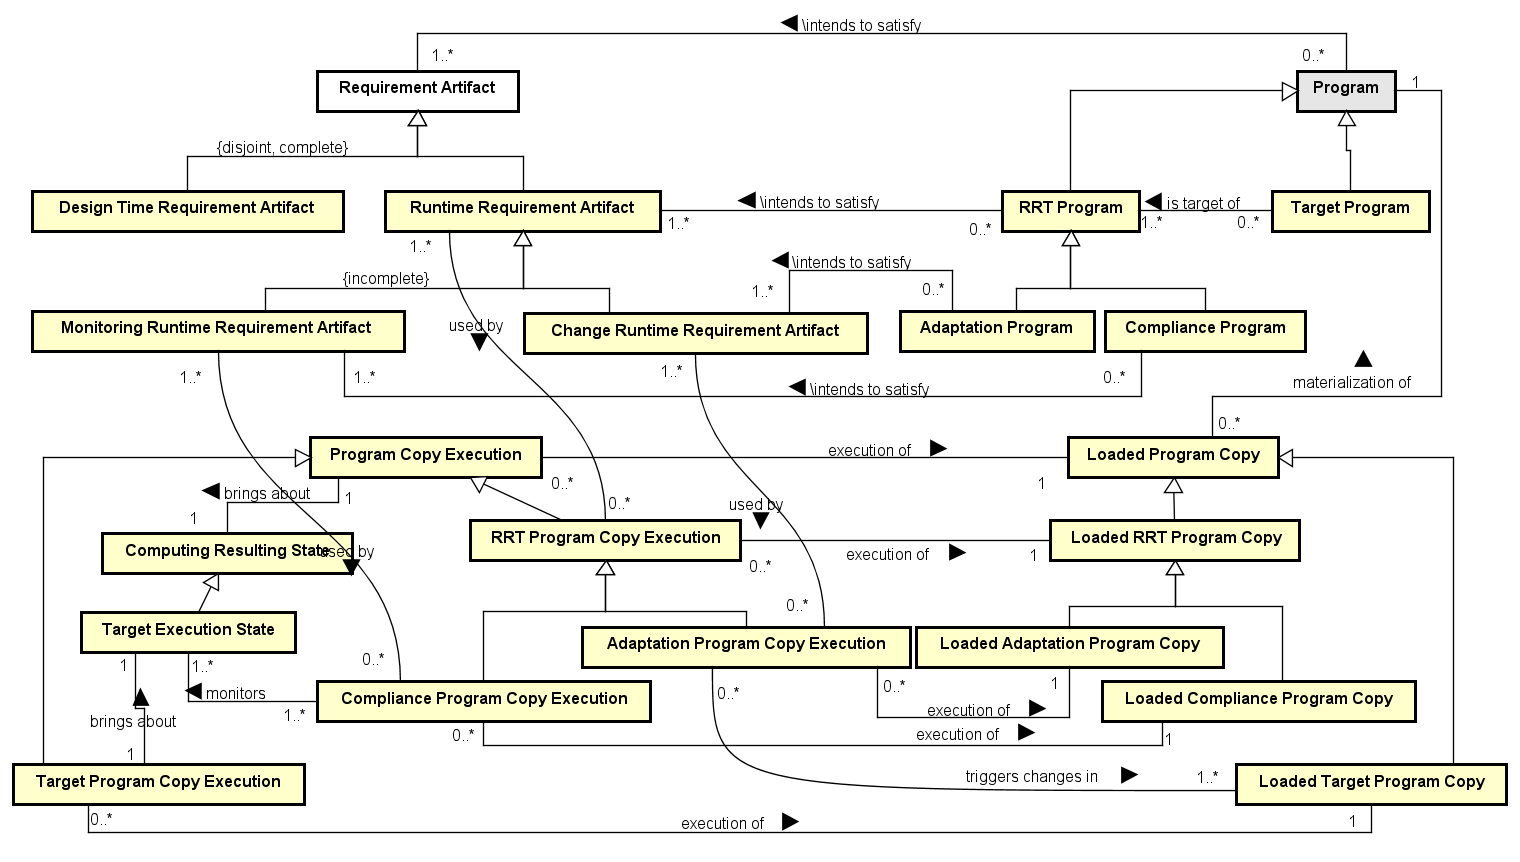 \intends to satisfy
1..*
0..*
Requirement Artifact
Program
1
{disjoint, complete}
Design Time Requirement Artifact
Runtime Requirement Artifact
\intends to satisfy
1..*
0..*
RRT Program
is target of
1..*
0..*
Target Program
1..*
{incomplete}
\intends to satisfy
1..*
0..*
Monitoring Runtime Requirement Artifact
used by
Change Runtime Requirement Artifact
Adaptation Program
Compliance Program
1..*
1..*
1..*
0..*
\intends to satisfy
materialization of
0..*
Program Copy Execution
execution of
Loaded Program Copy
0..*
1
brings about
1
1
0..*
used by
RRT Program Copy Execution
Loaded RRT Program Copy
execution of
0..*
1
Computing Resulting State
used by
0..*
Target Execution State
Adaptation Program Copy Execution
Loaded Adaptation Program Copy
1
1..*
0..*
monitors
1..*
Compliance Program Copy Execution
0..*
0..*
1
execution of
Loaded Compliance Program Copy
brings about
0..*
execution of
1
1
Target Program Copy Execution
triggers changes in
1..*
Loaded Target Program Copy
0..*
execution of
1